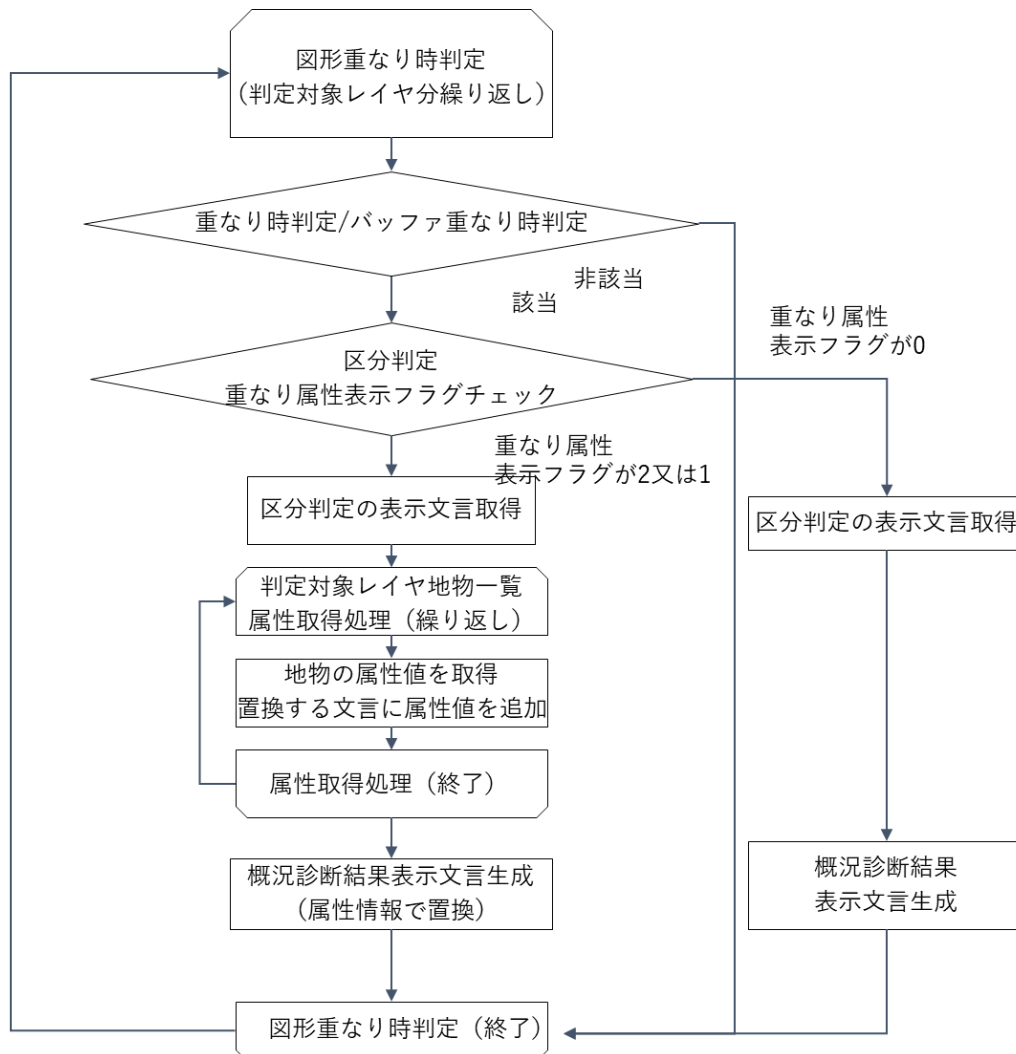 図形重なり時判定
(判定対象レイヤ分繰り返し)
重なり時判定/バッファ重なり時判定
非該当
該当
重なり属性
表示フラグが0
区分判定
重なり属性表示フラグチェック
重なり属性
表示フラグが2又は1
区分判定の表示文言取得
区分判定の表示文言取得
判定対象レイヤ地物一覧
属性取得処理（繰り返し）
地物の属性値を取得
置換する文言に属性値を追加
属性取得処理（終了）
概況診断結果表示文言生成
(属性情報で置換)
概況診断結果
表示文言生成
図形重なり時判定（終了）